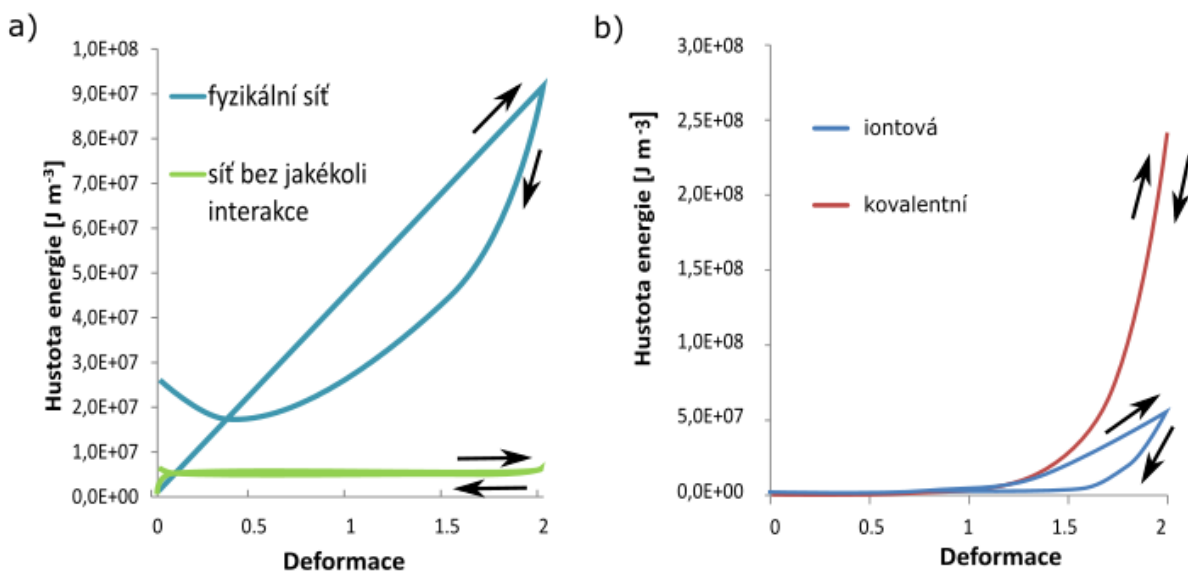 a)
Hustota energie [J m⁻³]
1,0E+08
9,0E+07
8,0E+07
7,0E+07
6,0E+07
5,0E+07
4,0E+07
3,0E+07
2,0E+07
1,0E+07
0,0E+00
fyzikální síť
síť bez jakékoli
interakce
0 0.5 1 1.5 2
Deformace
b)
Hustota energie [J m⁻³]
3,0E+08
2,5E+08
2,0E+08
1,5E+08
1,0E+08
5,0E+07
0,0E+00
iontová
kovalentní
0 0.5 1 1.5 2
Deformace